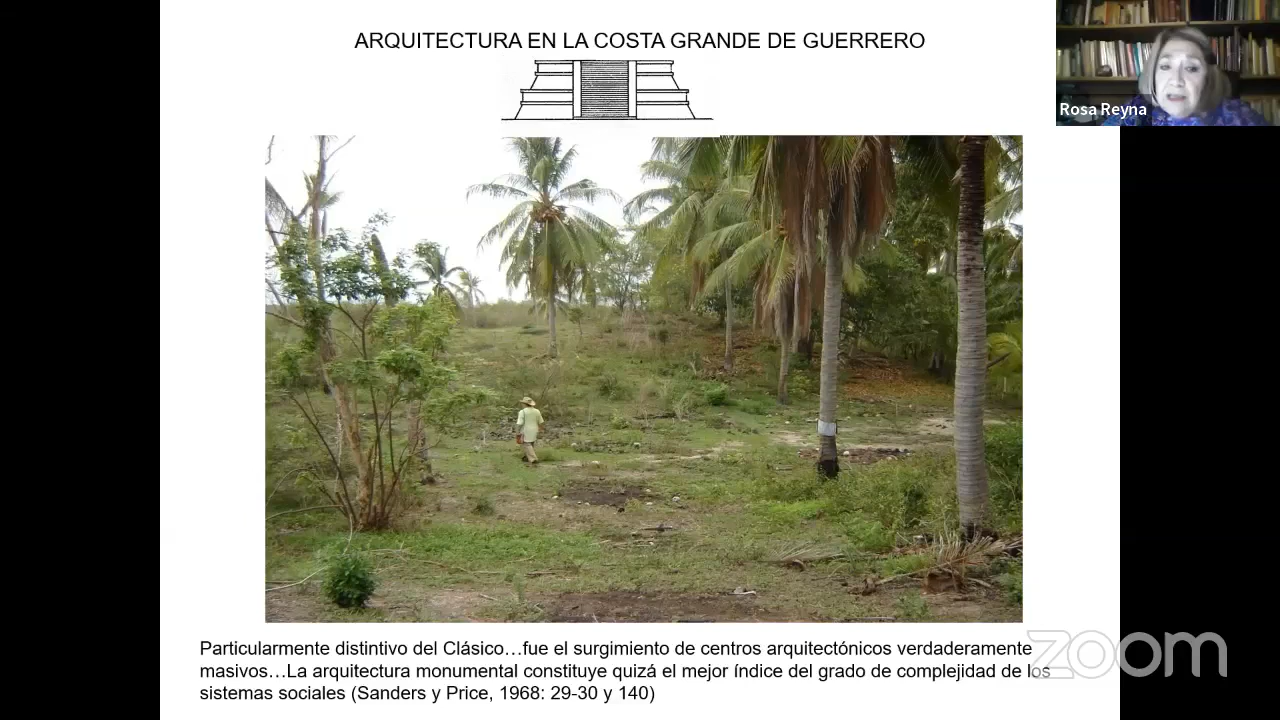 ARQUITECTURA EN LA COSTA GRANDE DE GUERRERO
Rosa Reyna
Particularmente distintivo del Clásico…fue el surgimiento de centros arquitectónicos verdaderamente
masivos…La arquitectura monumental constituye quizá el mejor índice del grado de complejidad de los
sistemas sociales (Sanders y Price, 1968: 29-30 y 140)
zoom